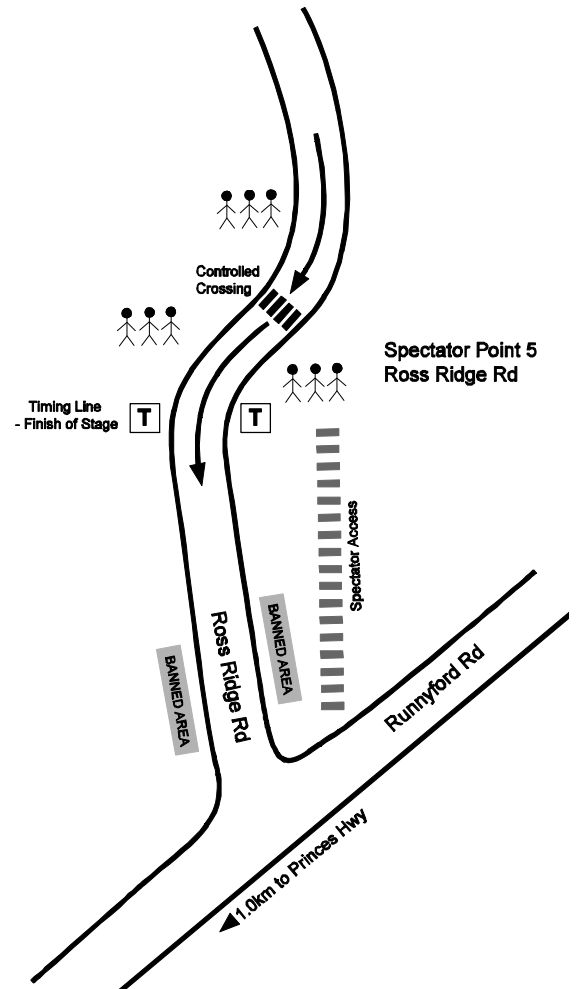 Controlled
Crossing
Spectator Point 5
Ross Ridge Rd
Timing Line
- Finish of Stage
T
T
Spectator Access
BANNED AREA
Ross Ridge Rd
BANNED AREA
Runnyford Rd
1.0km to Princes Hwy